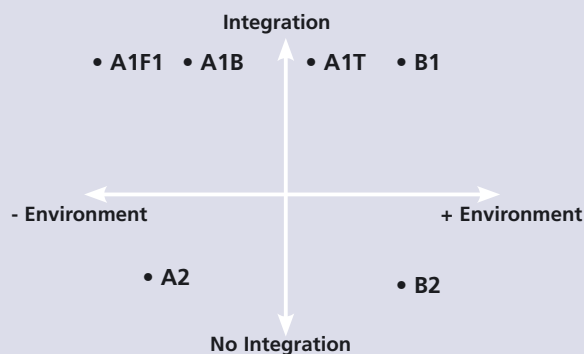 Integration
• A1F1 • A1B • A1T • B1
- Environment + Environment
• A2
• B2
No Integration